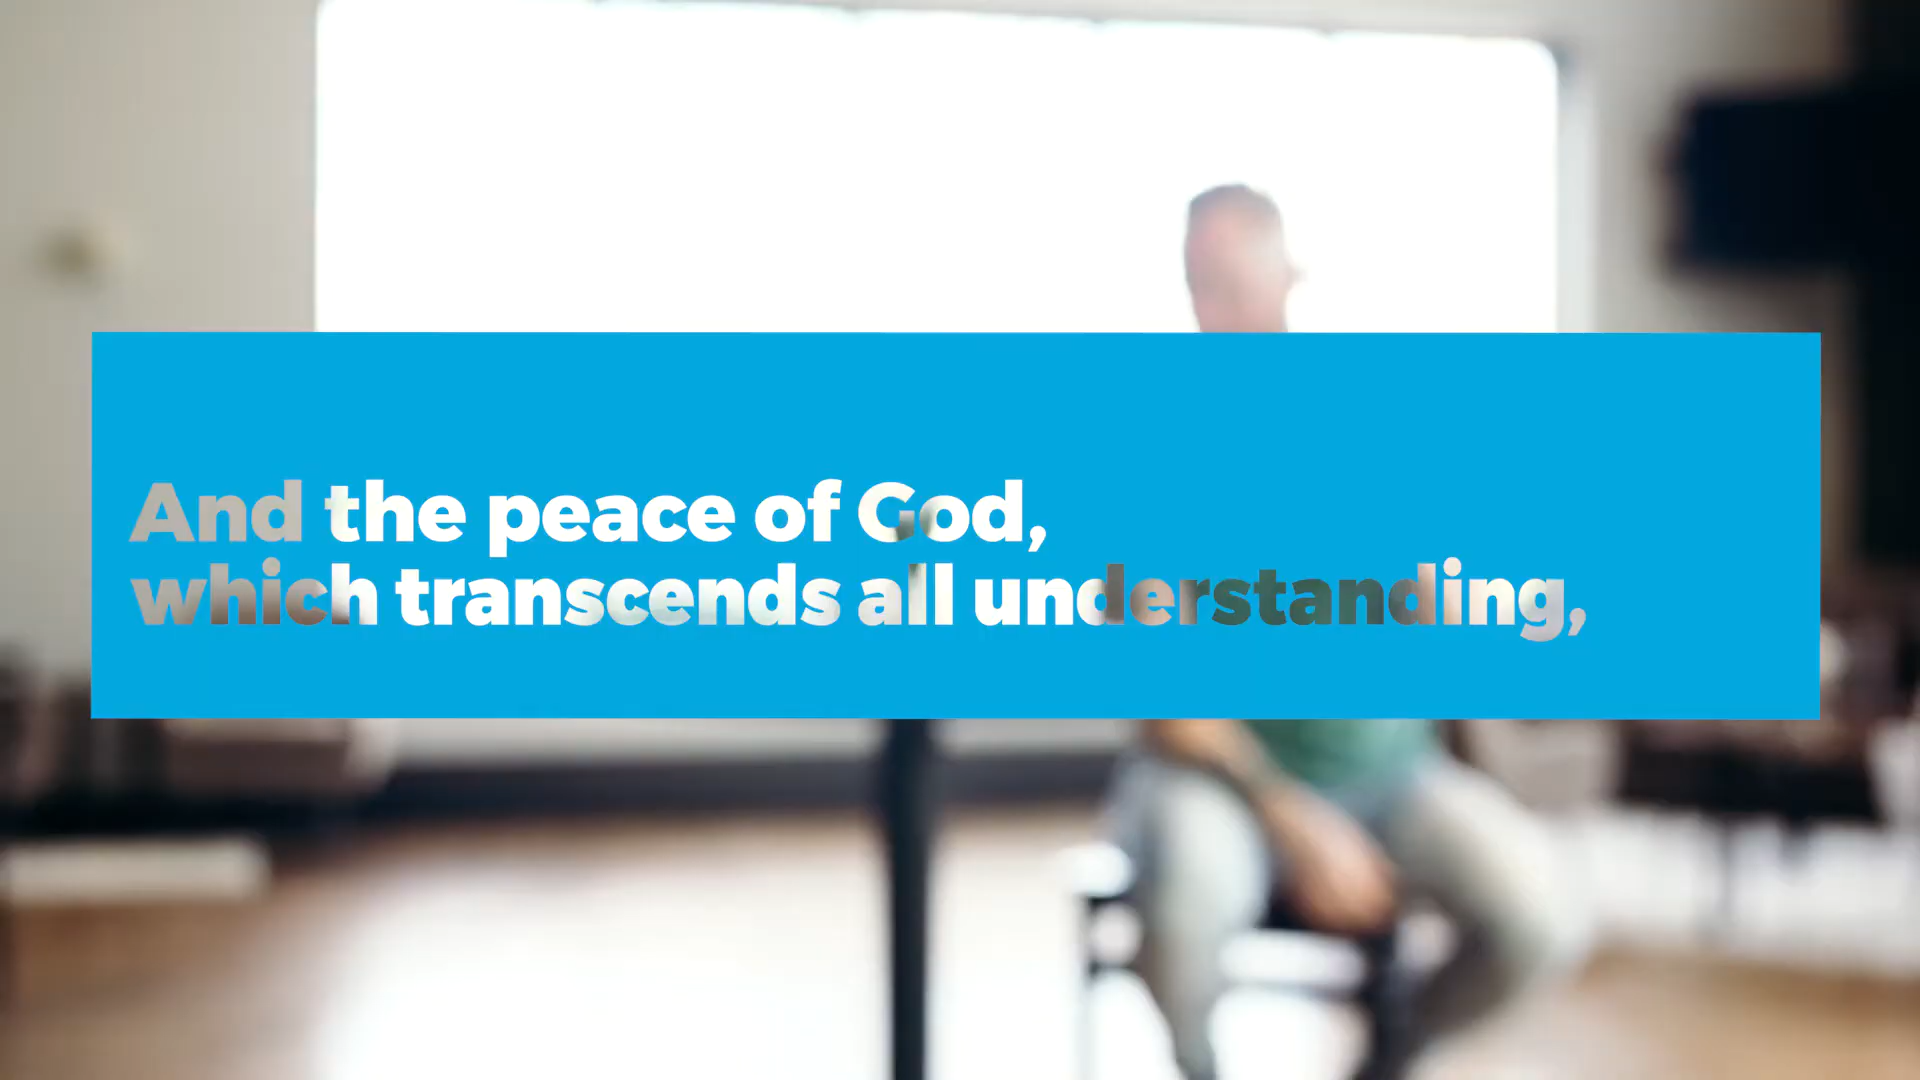 And the peace of God,
which transcends all understanding,